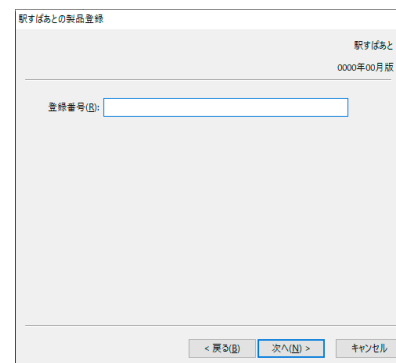 駅すぱあとの製品登録
駅すぱあと
0000年00月版
登録番号(R):
< 戻る(B)
次へ(N) >
キャンセル